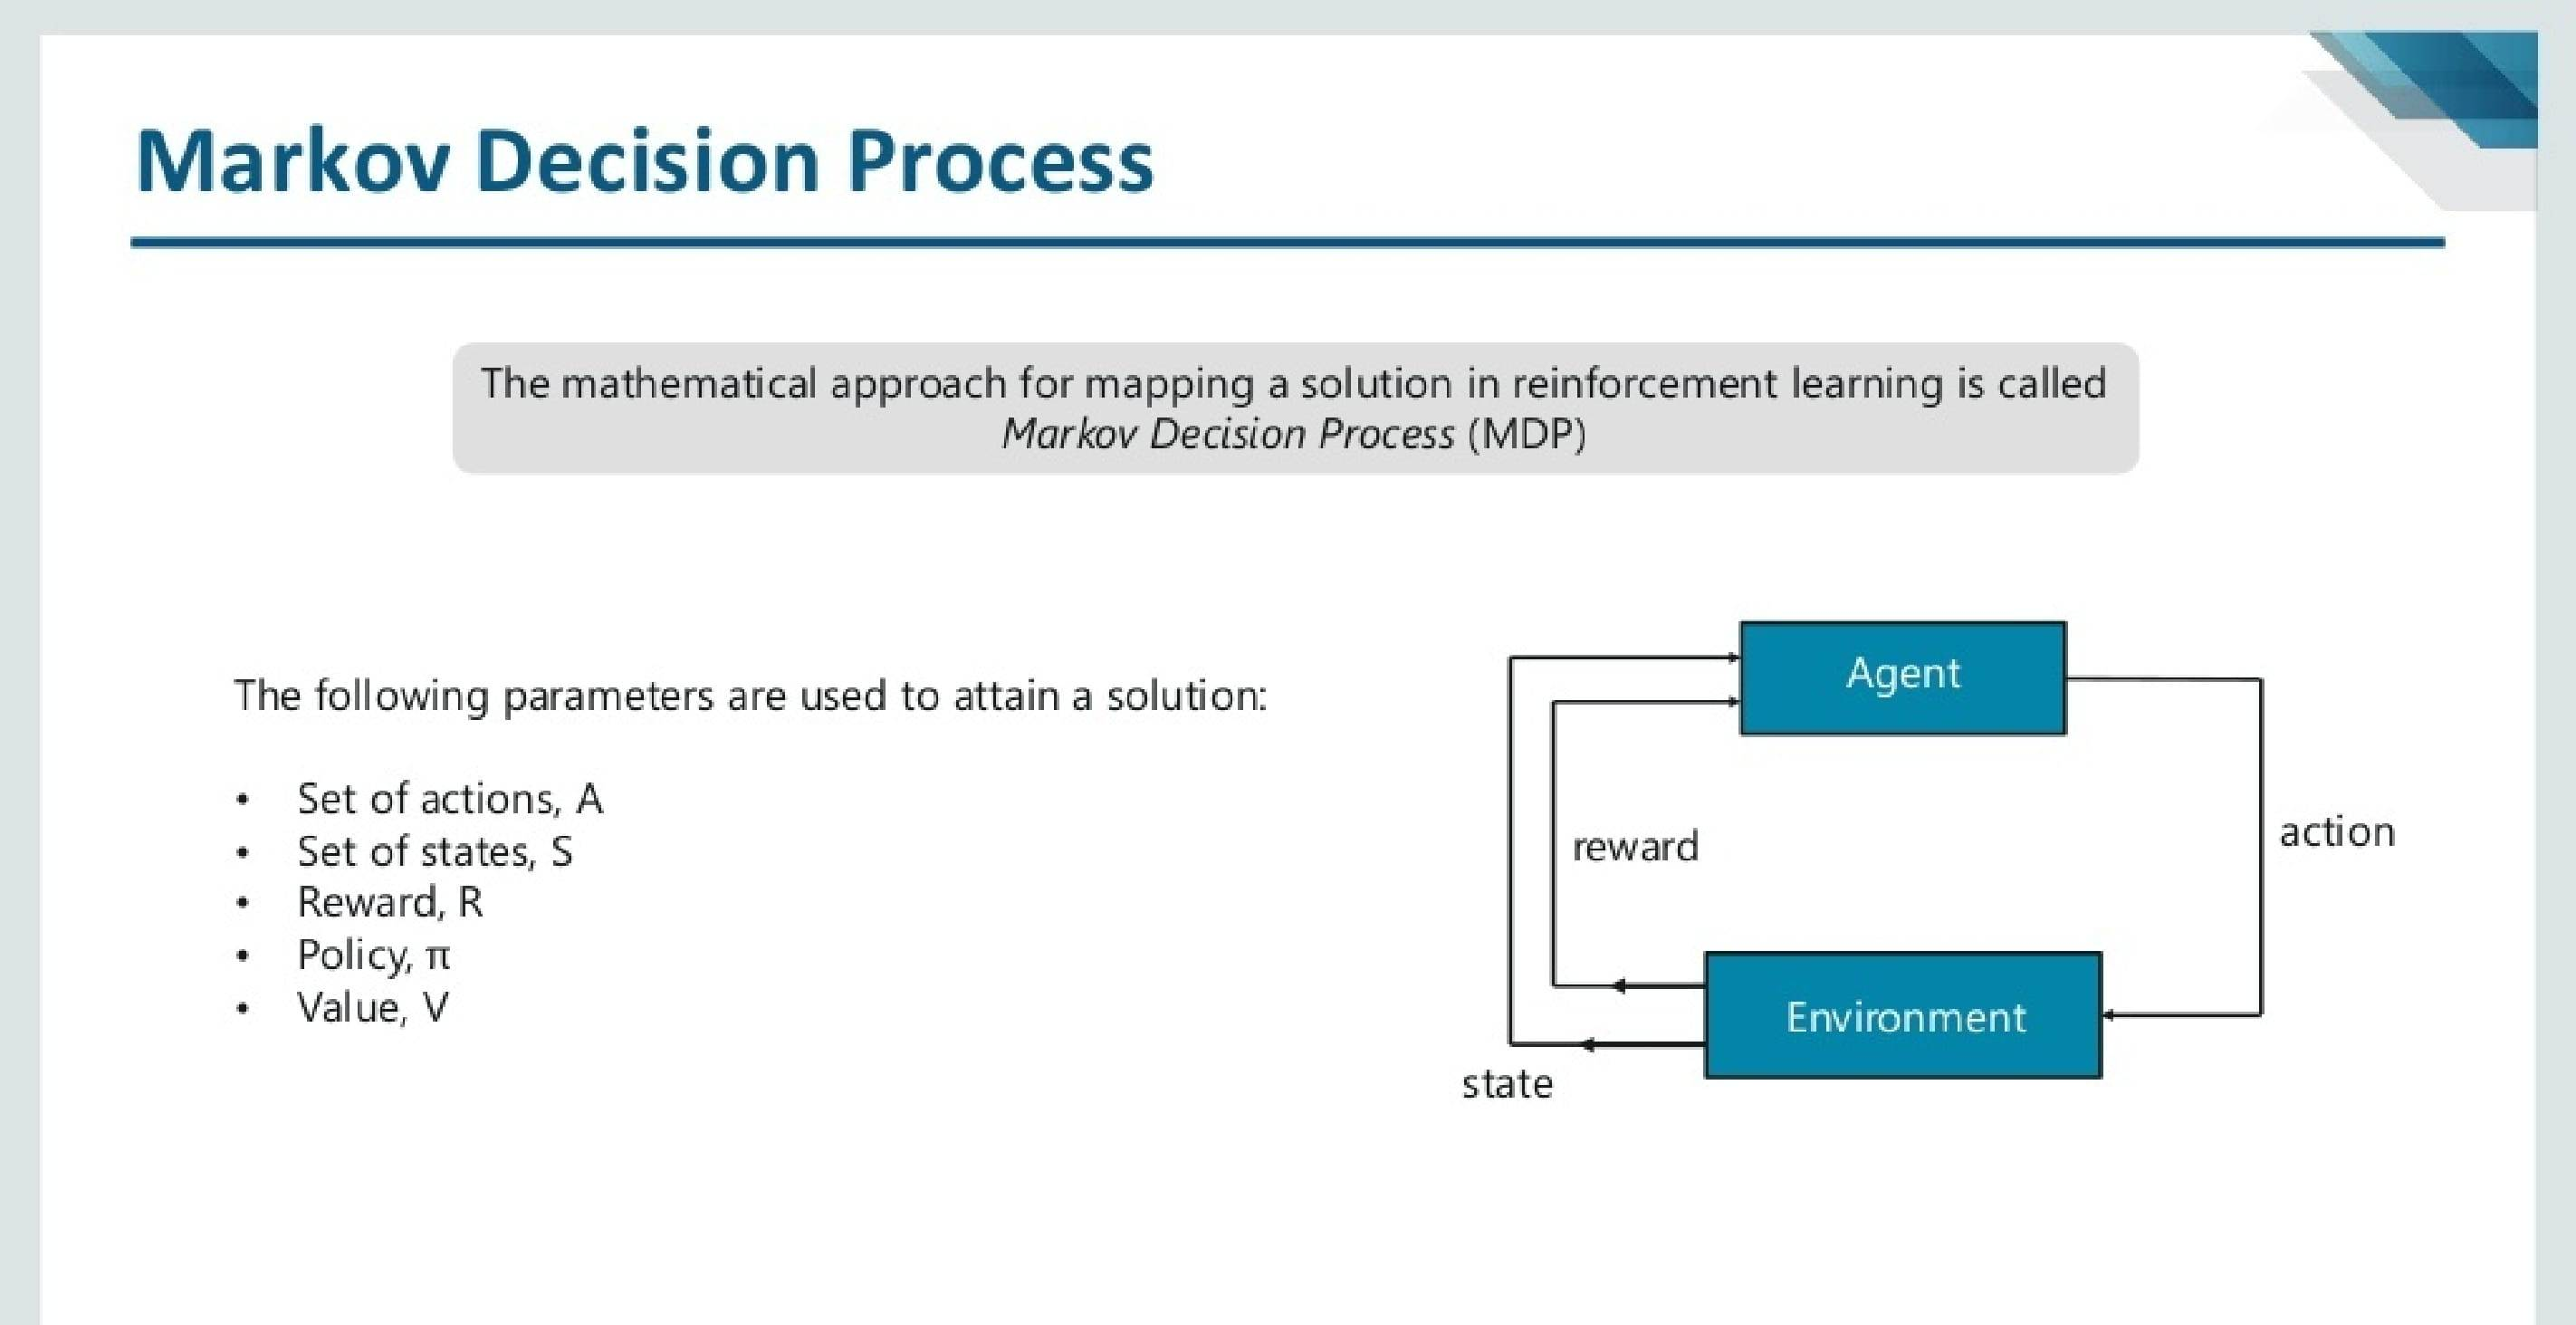 Markov Decision Process
The mathematical approach for mapping a solution in reinforcement learning is called
Markov Decision Process (MDP)
The following parameters are used to attain a solution:
• Set of actions, A
• Set of states, S
• Reward, R
• Policy, π
• Value, V
Agent
reward
action
Environment
state